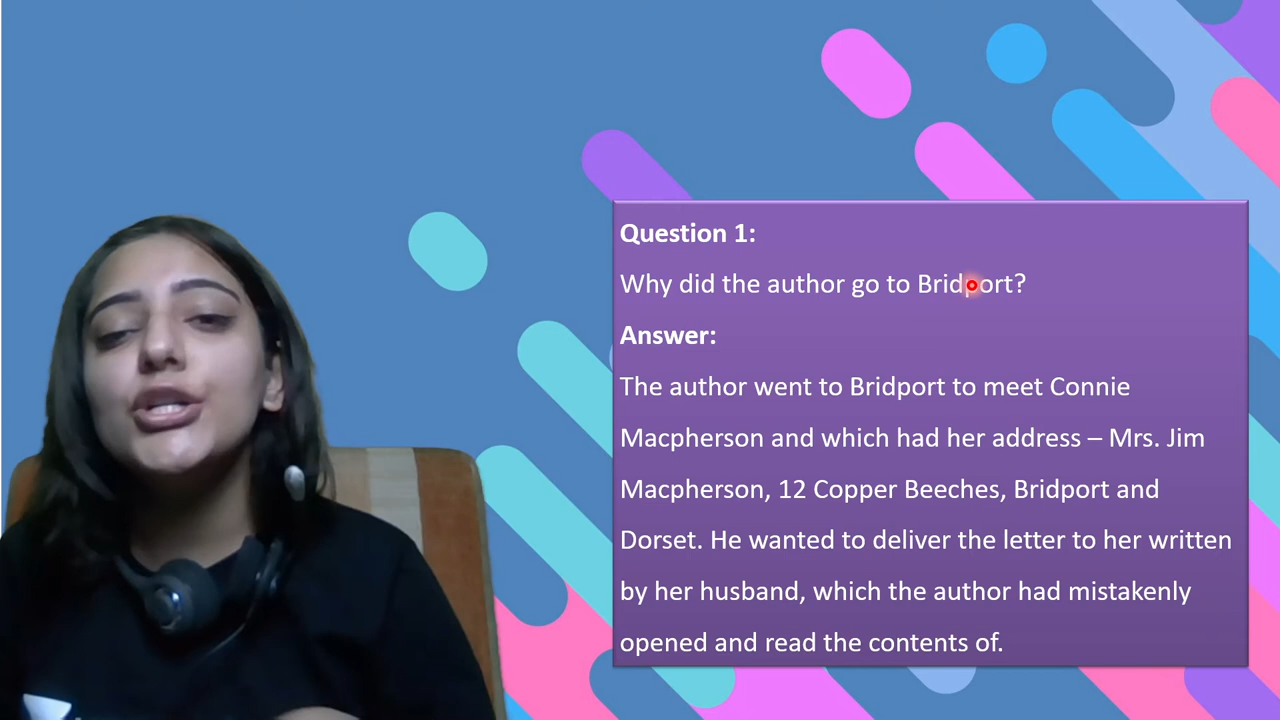 Question 1:
Why did the author go to Bridport?
Answer:
The author went to Bridport to meet Connie
Macpherson and which had her address – Mrs. Jim
Macpherson, 12 Copper Beeches, Bridport and
Dorset. He wanted to deliver the letter to her written
by her husband, which the author had mistakenly
opened and read the contents of.